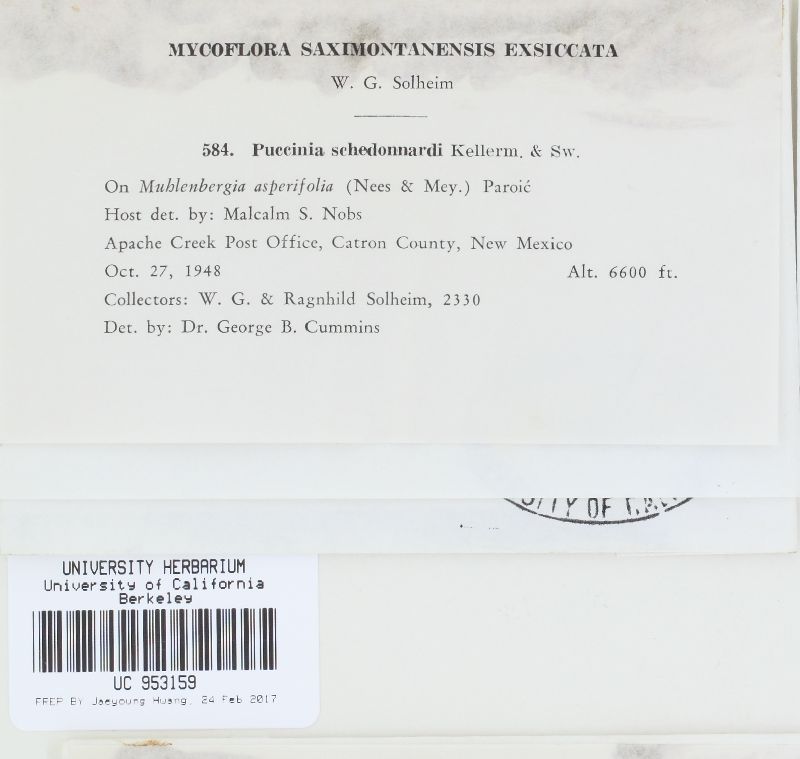 MYCOFLORA SAXIMONTANENSIS EXSICCATA
W. G. Solheim
584. Puccinia schedonnardi Kellerm. & Sw.
On Muhlenbergia asperifolia (Nees & Mey.) Paroić
Host det. by: Malcalm S. Nobs
Apache Creek Post Office, Catron County, New Mexico
Oct. 27, 1948 Alt. 6600 ft.
Collectors: W. G. & Ragnhild Solheim, 2330
Det. by: Dr. George B. Cummins
OF
UNIVERSITY HERBARIUM
University of California
Berkeley
UC 953159
PREP BY Jaeyoung Huang, 24 Feb 2017